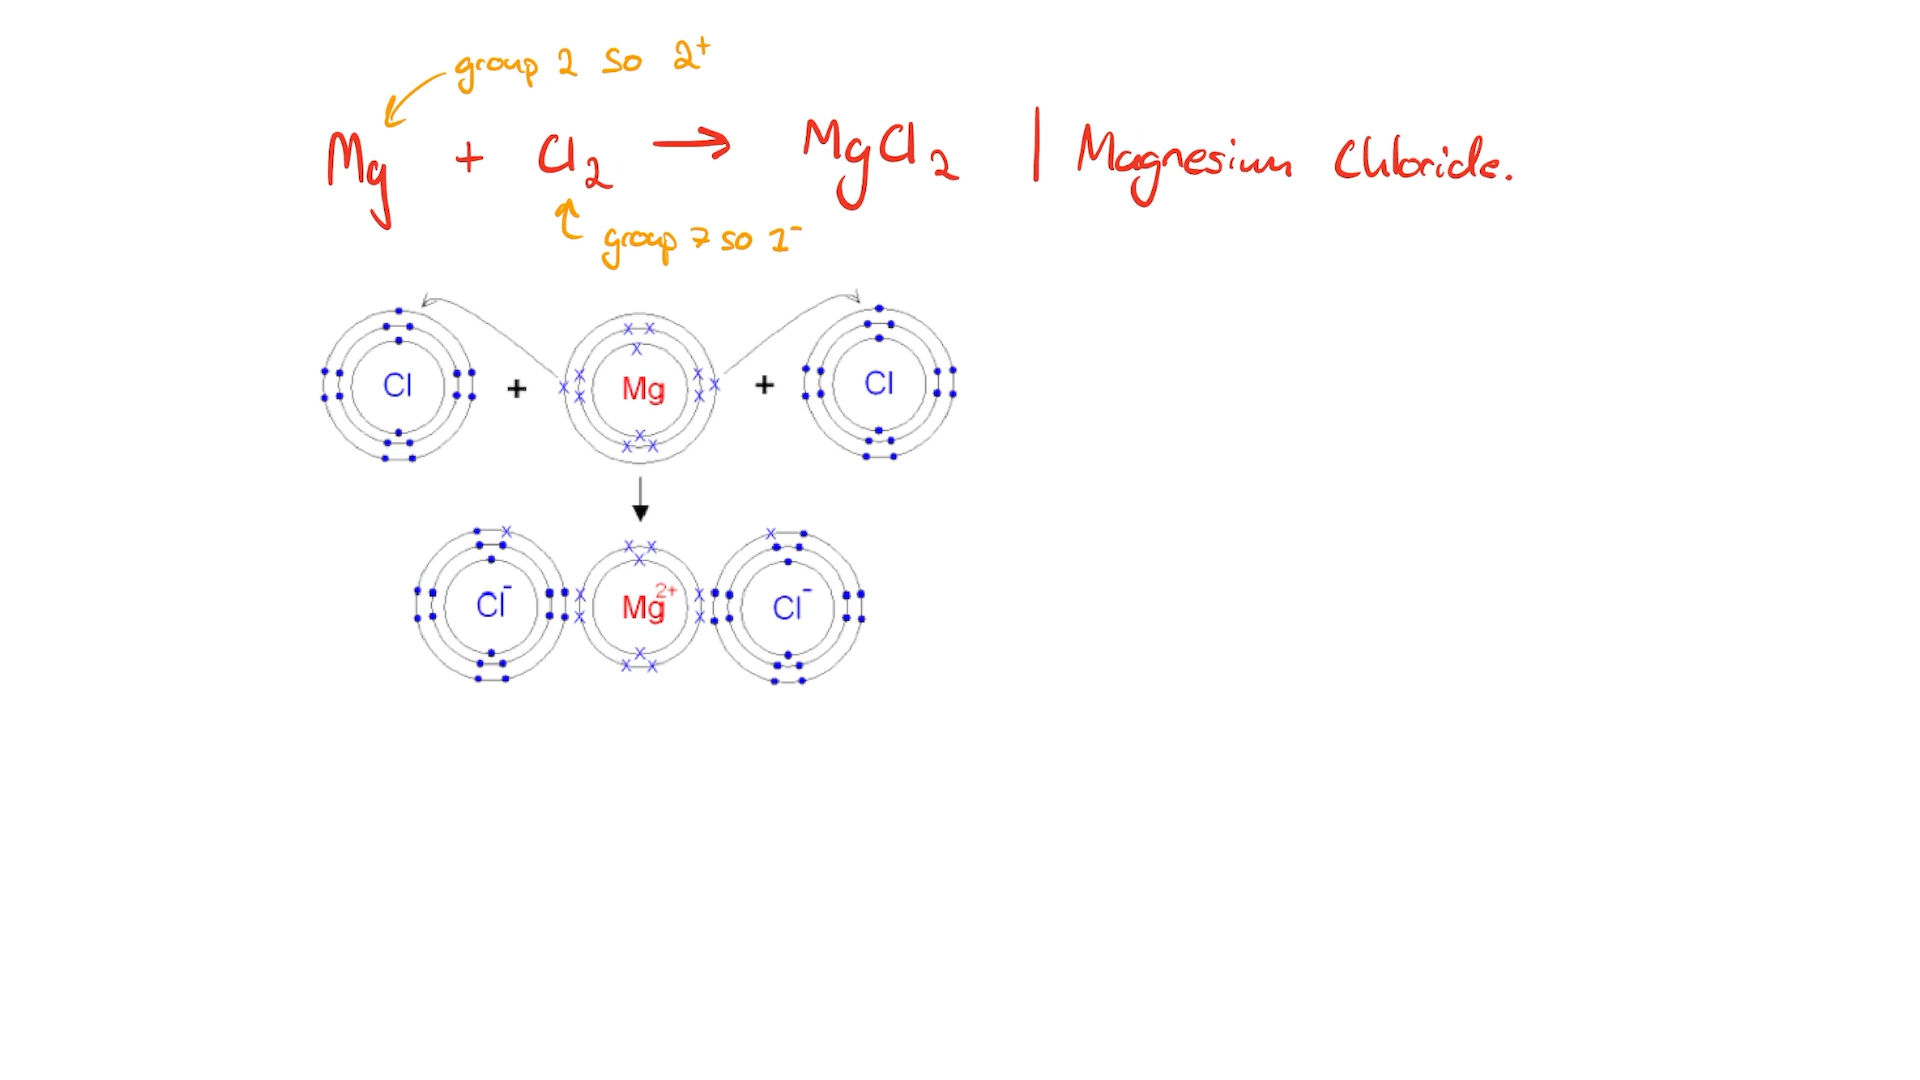 group 2 so 2⁺
Mg + Cl₂ → MgCl₂ | Magnesium Chloride.
group 7 so 1⁻
Cl + Mg + Cl
Cl⁻ Mg²⁺ Cl⁻